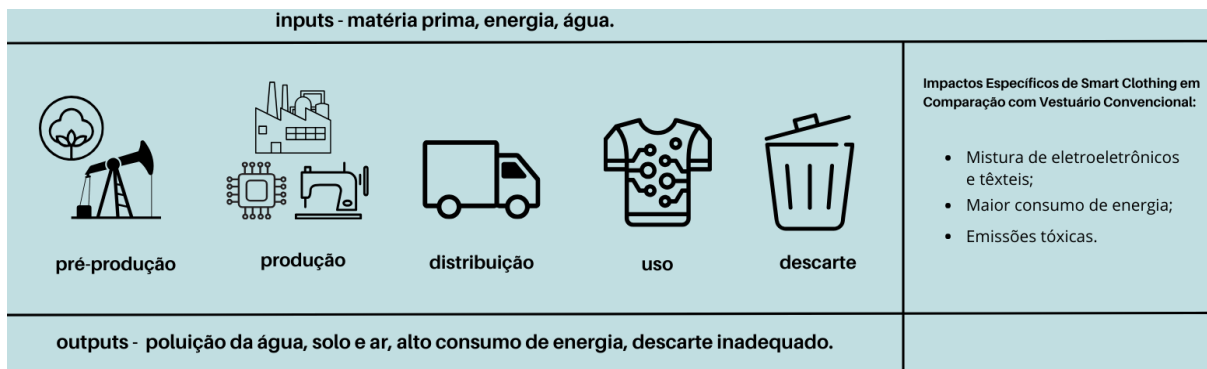 inputs - matéria prima, energia, água.
pré-produção
produção
distribuição
uso
descarte
Impactos Específicos de Smart Clothing em
Comparação com Vestuário Convencional:
• Mistura de eletroeletrônicos
e têxteis;
• Maior consumo de energia;
• Emissões tóxicas.
outputs - poluição da água, solo e ar, alto consumo de energia, descarte inadequado.